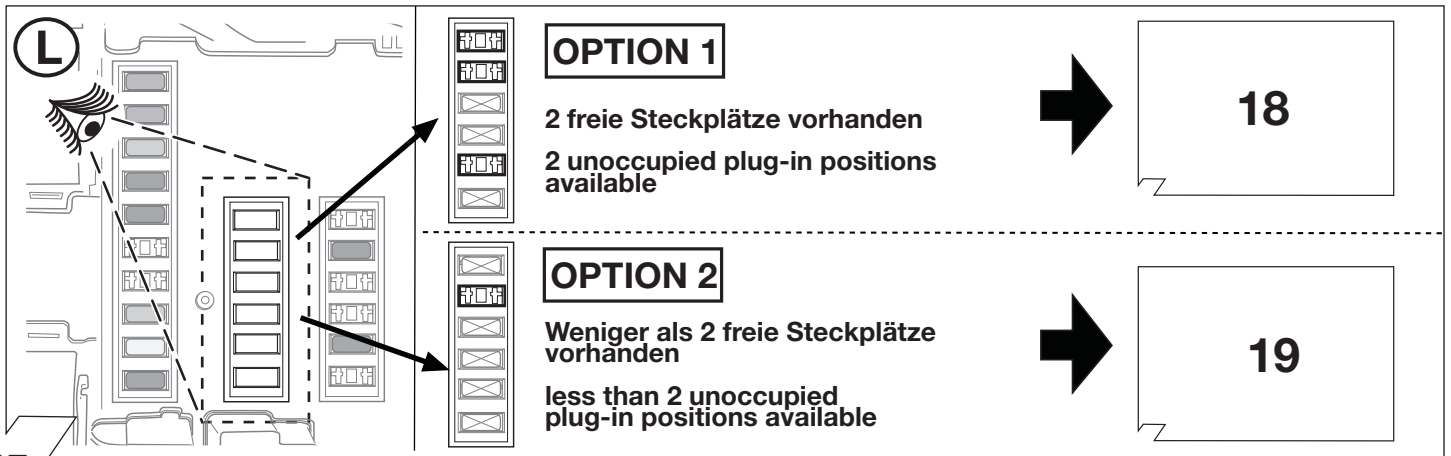 L
OPTION 1
2 freie Steckplätze vorhanden
2 unoccupied plug-in positions
available
18
OPTION 2
Weniger als 2 freie Steckplätze
vorhanden
less than 2 unoccupied
plug-in positions available
19